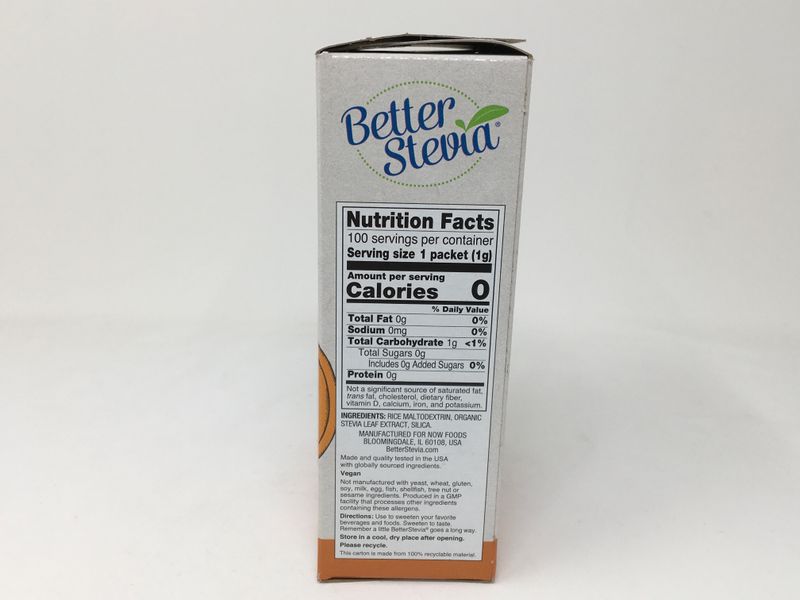 Better
Stevia®
Nutrition Facts
100 servings per container
Serving size 1 packet (1g)
Amount per serving
Calories 0
% Daily Value
Total Fat 0g 0%
Sodium 0mg 0%
Total Carbohydrate 1g <1%
Total Sugars 0g
Includes 0g Added Sugars 0%
Protein 0g
Not a significant source of saturated fat,
trans fat, cholesterol, dietary fiber,
vitamin D, calcium, iron, and potassium.
INGREDIENTS: RICE MALTODEXTRIN, ORGANIC
STEVIA LEAF EXTRACT, SILICA.
MANUFACTURED FOR NOW FOODS
BLOOMINGDALE, IL 60108, USA
BetterStevia.com
Made and quality tested in the USA
with globally sourced ingredients.
Vegan
Not manufactured with yeast, wheat, gluten,
soy, milk, egg, fish, shellfish, tree nut or
sesame ingredients. Produced in a GMP
facility that processes other ingredients
containing these allergens.
Directions: Use to sweeten your favorite
beverages and foods. Sweeten to taste.
Remember a little BetterStevia® goes a long way.
Store in a cool, dry place after opening.
Please recycle.
This carton is made from 100% recyclable material.